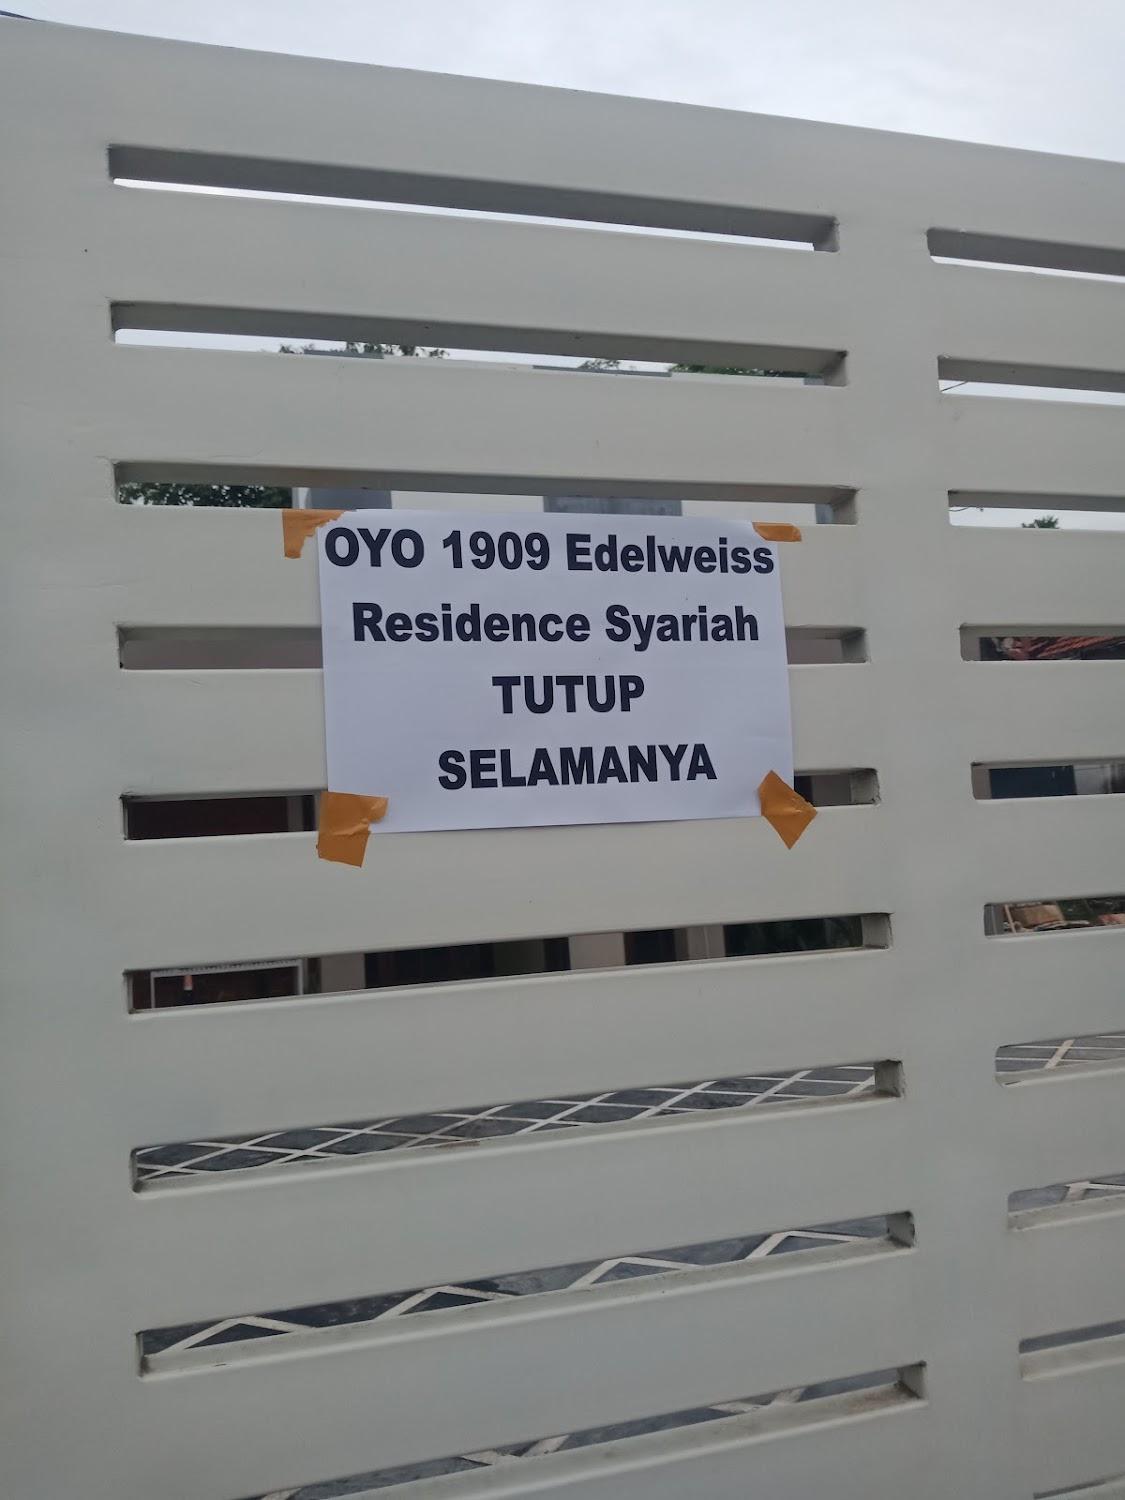 OYO 1909 Edelweiss
Residence Syariah
TUTUP
SELAMANYA